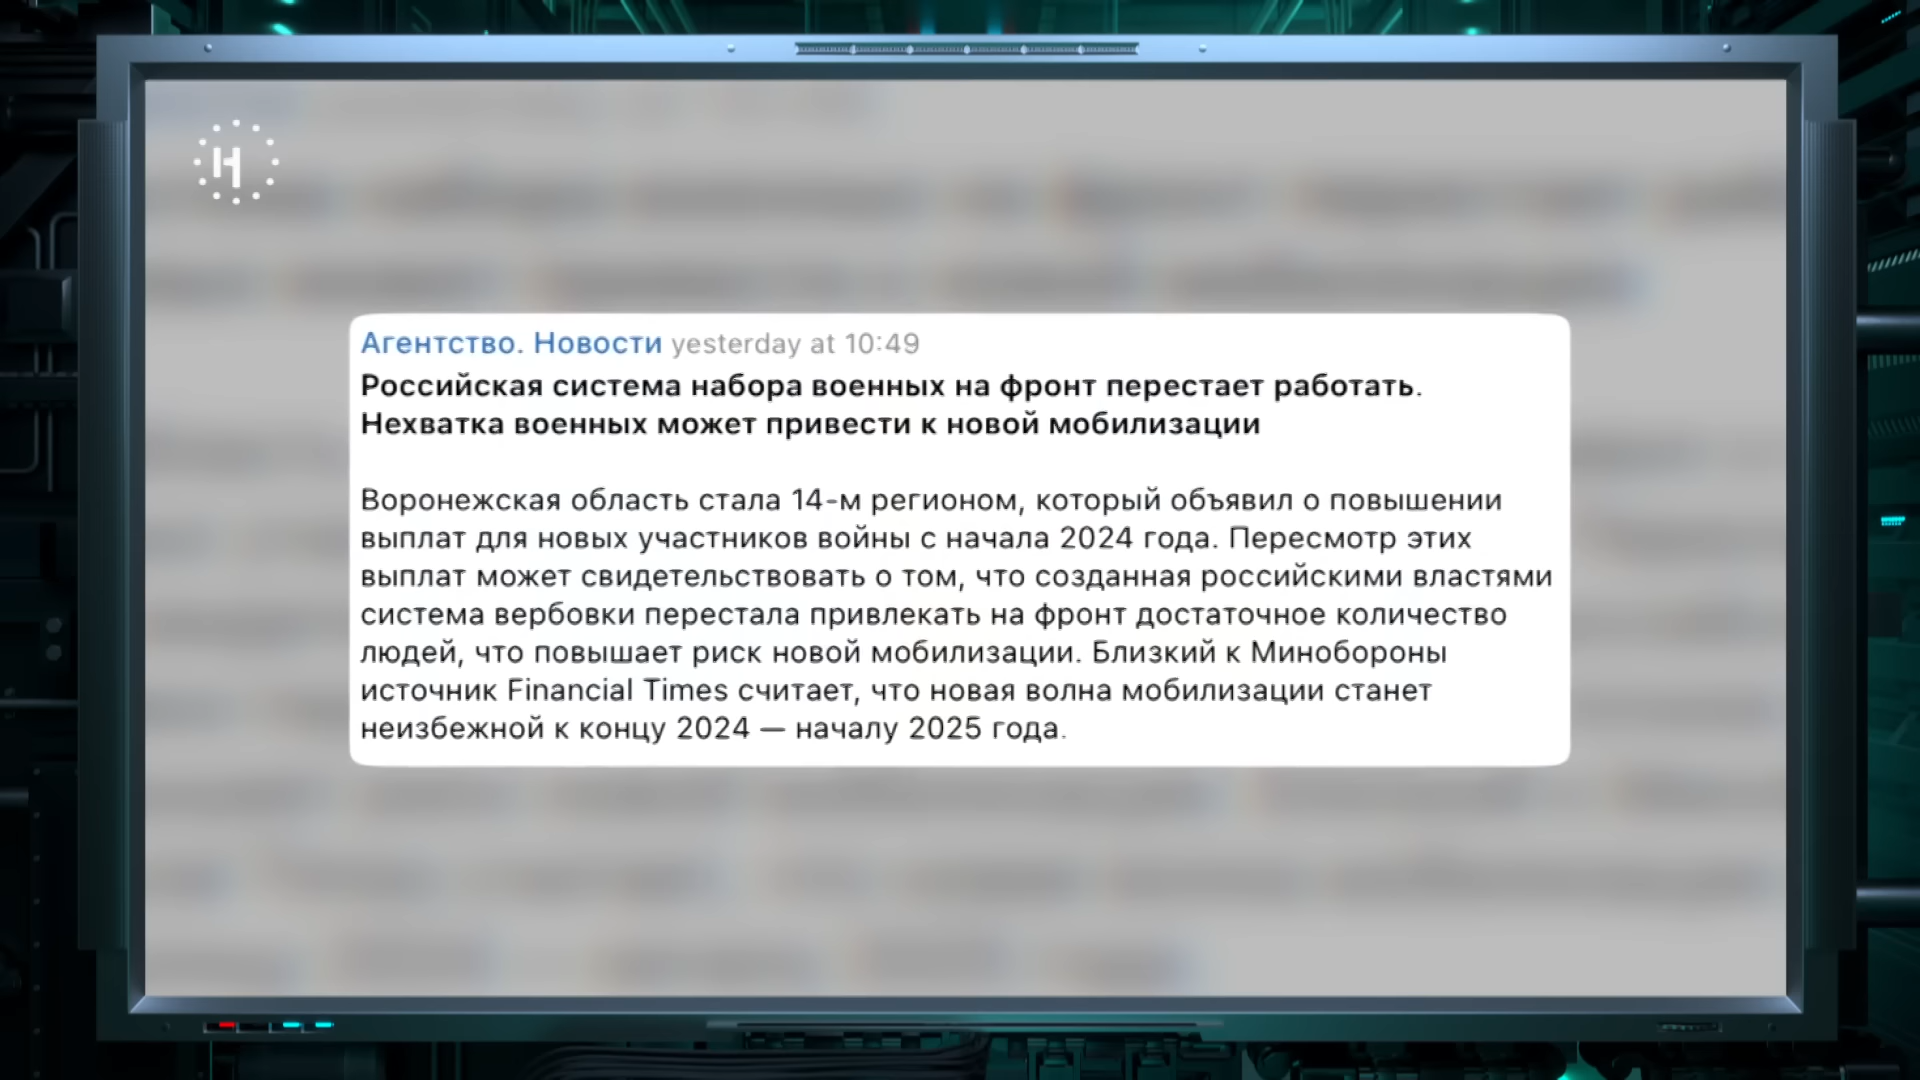 Агентство. Новости yesterday at 10:49
Российская система набора военных на фронт перестает работать.
Нехватка военных может привести к новой мобилизации
Воронежская область стала 14-м регионом, который объявил о повышении
выплат для новых участников войны с начала 2024 года. Пересмотр этих
выплат может свидетельствовать о том, что созданная российскими властями
система вербовки перестала привлекать на фронт достаточное количество
людей, что повышает риск новой мобилизации. Близкий к Минобороны
источник Financial Times считает, что новая волна мобилизации станет
неизбежной к концу 2024 — началу 2025 года.